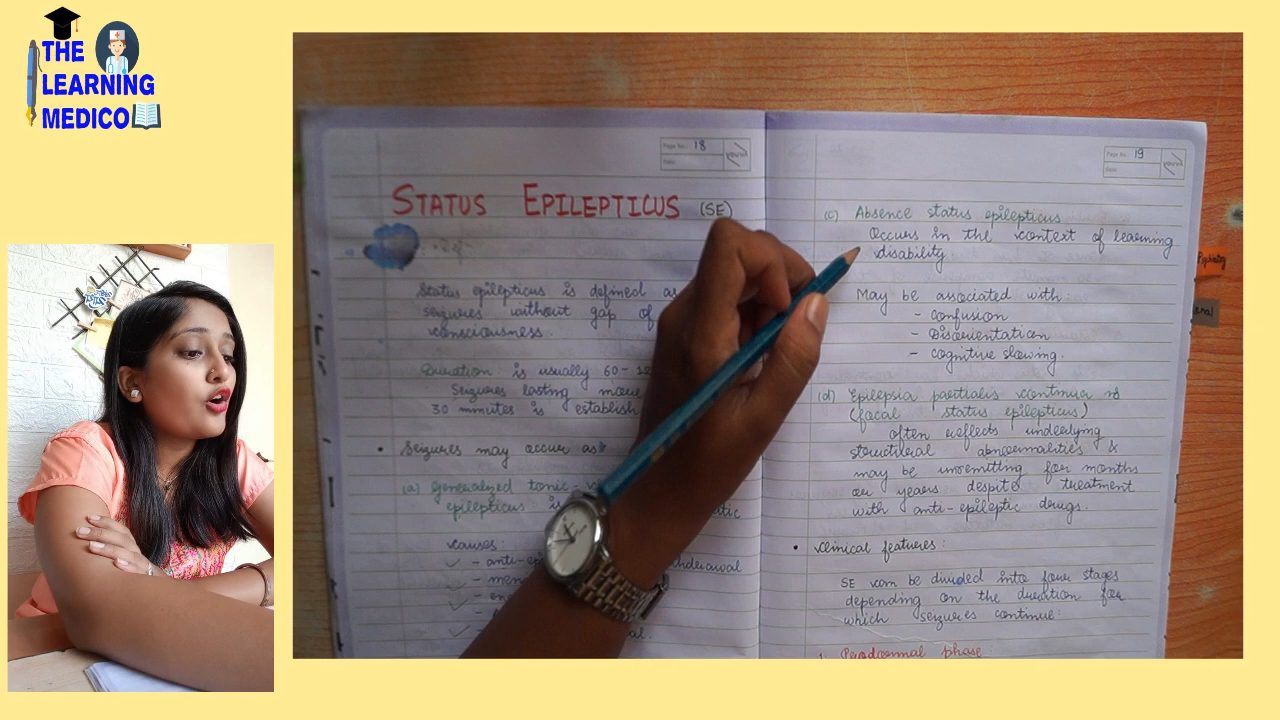 THE
LEARNING
MEDICO
Page No. 18
Date
STATUS EPILEPTICUS (SE)
Status epilepticus is defined as
seizures without gap of
consciousness.
Duration: is usually 60-12
Seizures lasting more
30 minutes is establish
• Seizures may occur as
(a) Generalized tonic-
epilepticus is
causes:
- anti-epi
withdrawal
Page No. 19
Date
(c) Absence status epilepticus
Occurs in the context of learning
disability.
May be associated with:
- confusion
- Disorientation
- cognitive slowing.
(d) Epilepsia partialis continua is
(focal status epilepticus)
often reflects underlying
structural abnormalities &
may be unremitting for months
or years despite treatment
with anti-epileptic drugs.
• Clinical features:
SE can be divided into four stages
depending on the duration for
which seizures continue:
1. Prodromal phase: